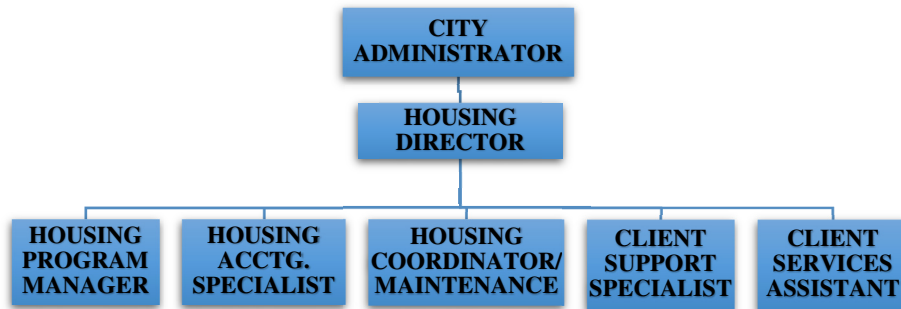 CITY
ADMINISTRATOR
HOUSING
DIRECTOR
HOUSING
PROGRAM
MANAGER
HOUSING
ACCTG.
SPECIALIST
HOUSING
COORDINATOR/
MAINTENANCE
CLIENT
SUPPORT
SPECIALIST
CLIENT
SERVICES
ASSISTANT